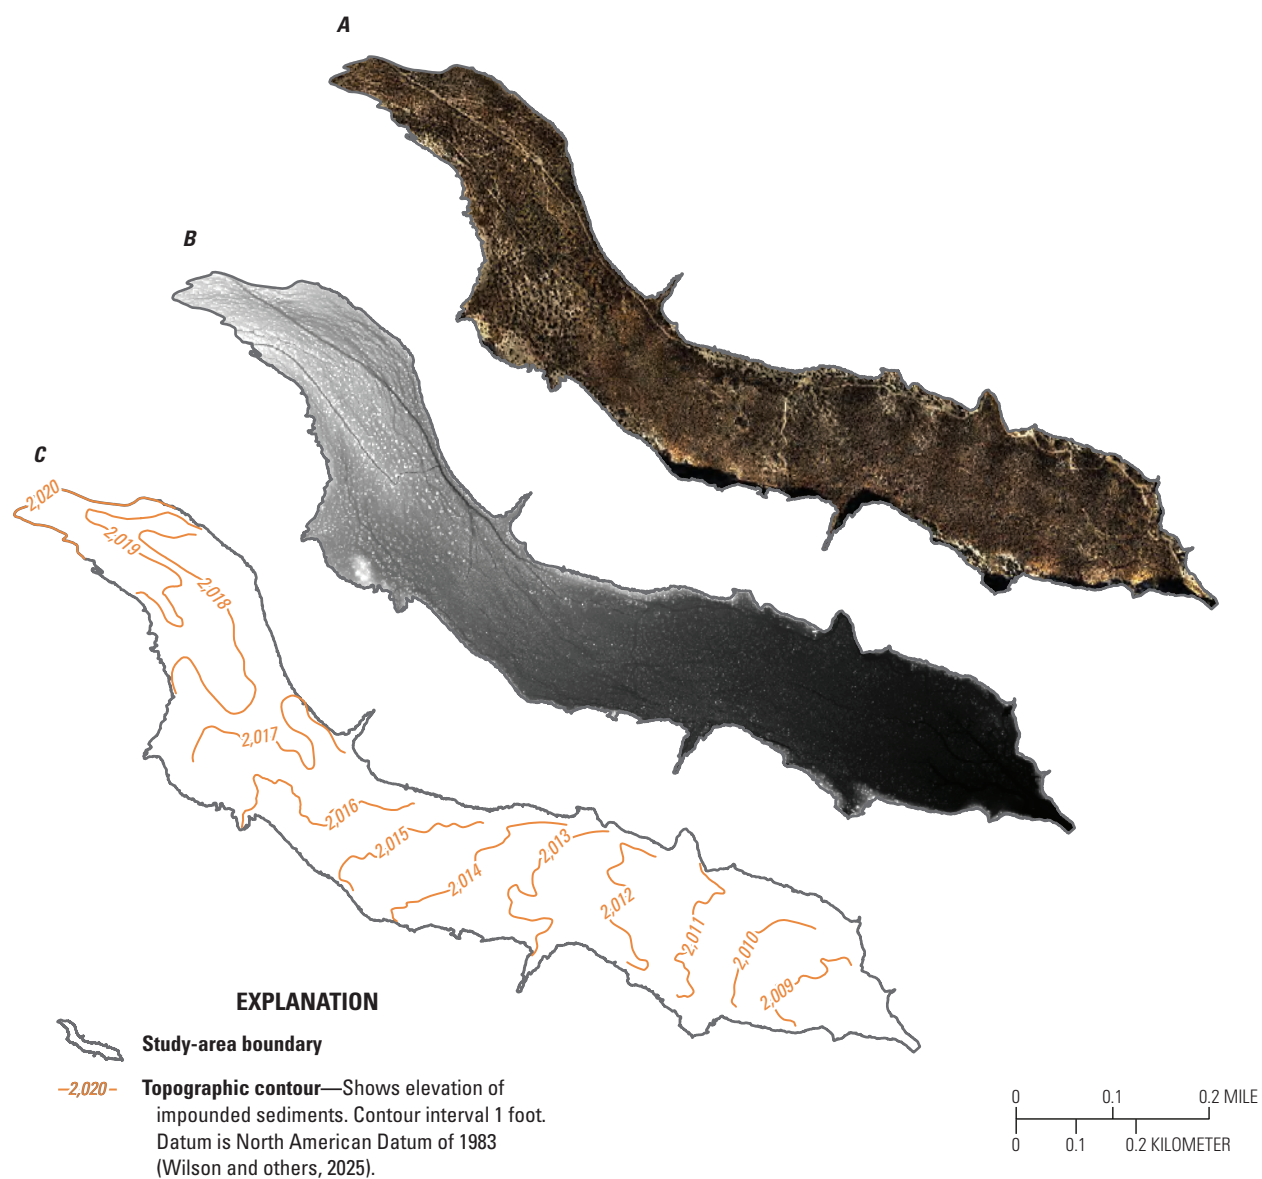 A
B
C
2,020
2,019
2,018
2,017
2,016
2,015
2,014
2,013
2,012
2,011
2,010
2,009
EXPLANATION
Study-area boundary
2,020
Topographic contour—Shows elevation of
impounded sediments. Contour interval 1 foot.
Datum is North American Datum of 1983
(Wilson and others, 2025).
0 0.1 0.2 MILE
0 0.1 0.2 KILOMETER